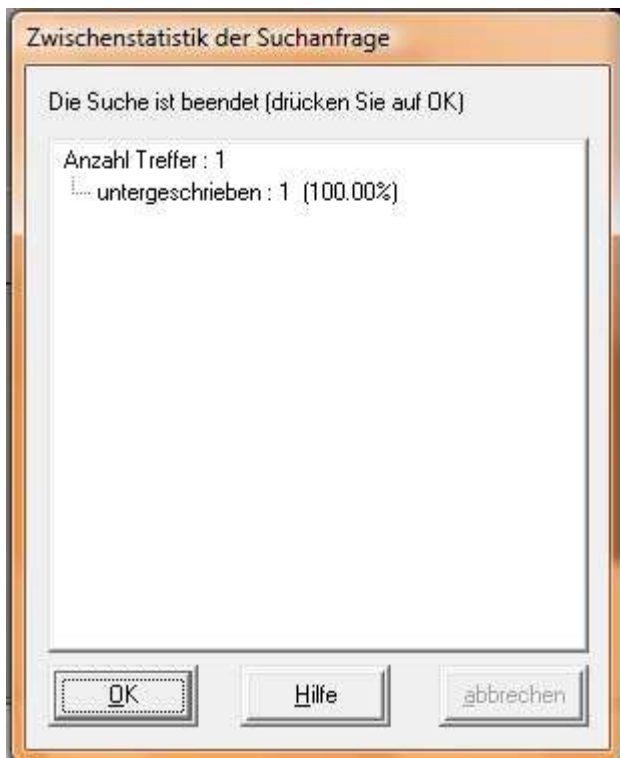 Zwischenstatistik der Suchanfrage
Die Suche ist beendet (drücken Sie auf OK)
Anzahl Treffer : 1
untergeschrieben : 1 (100.00%)
OK Hilfe abbrechen